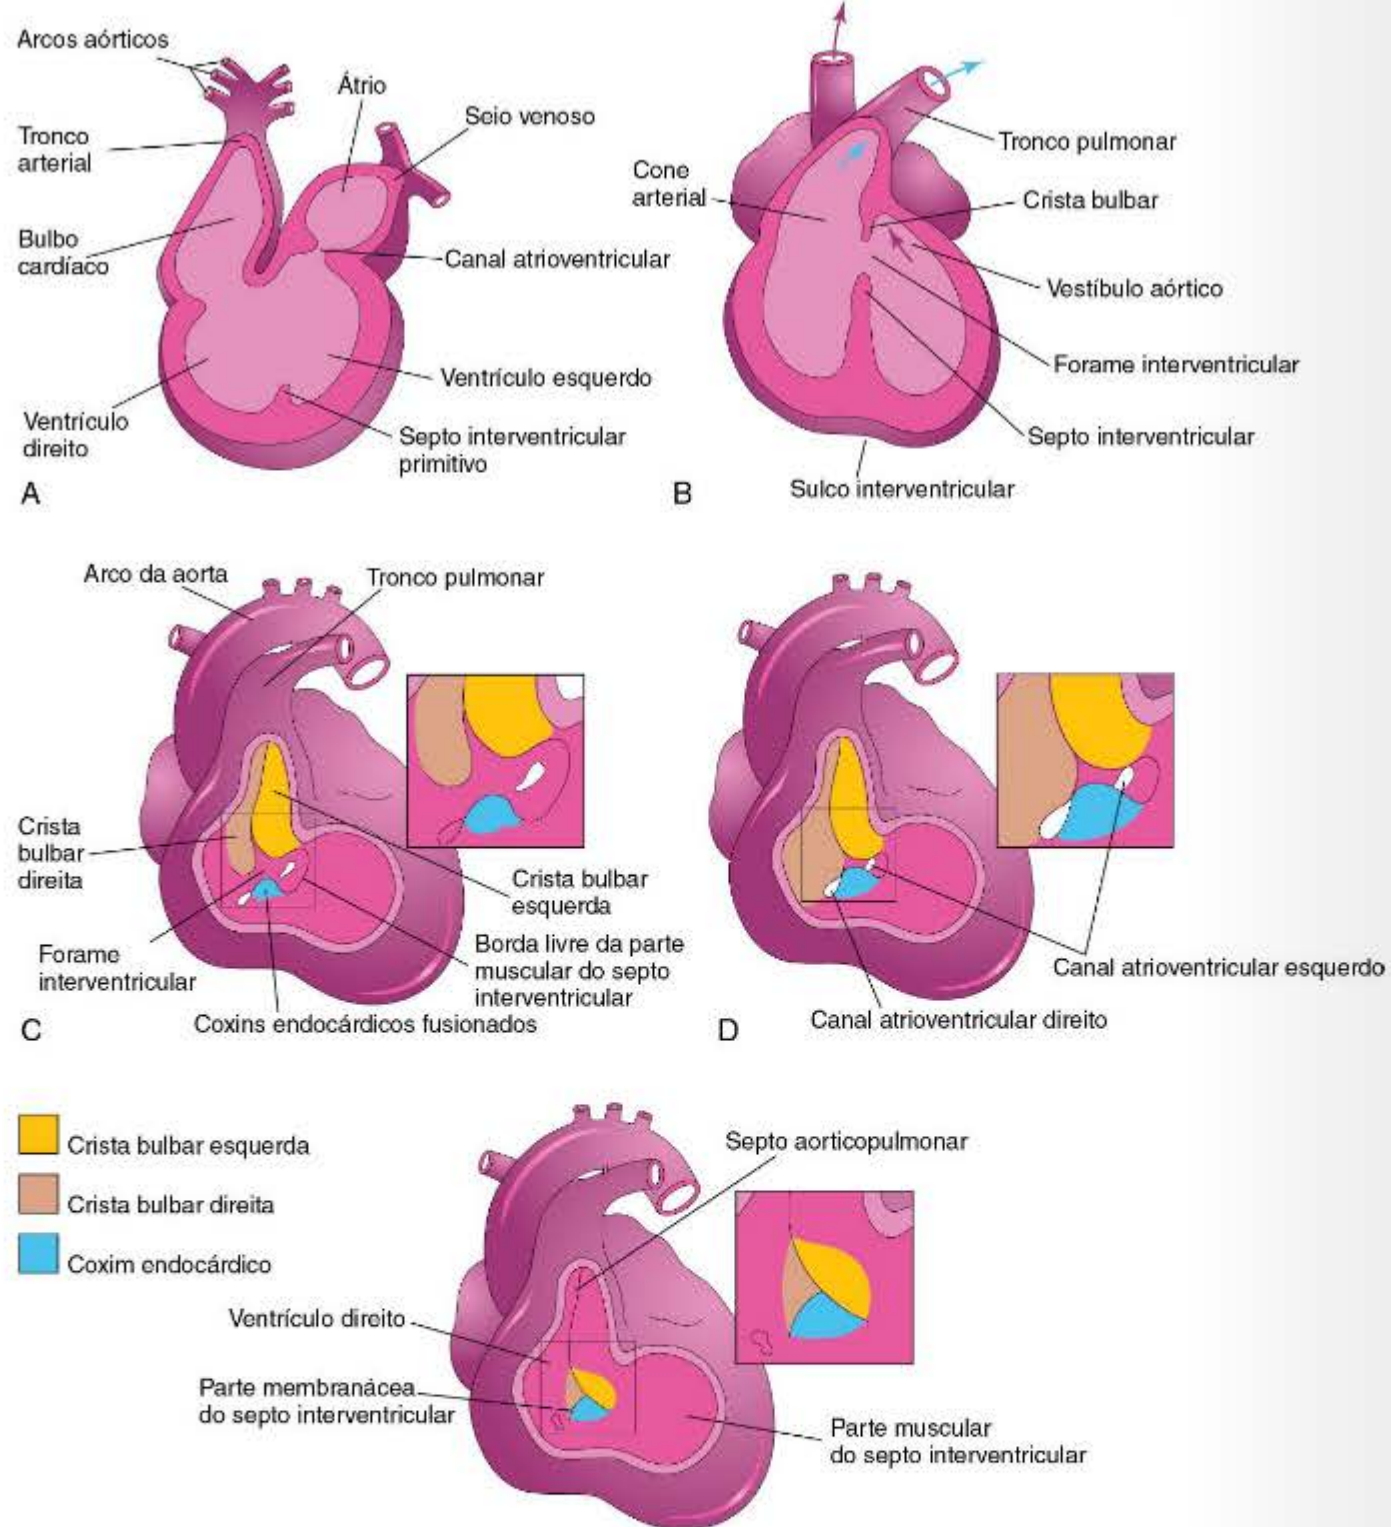 Arcos aórticos
Átrio
Seio venoso
Tronco
arterial
Bulbo
cardíaco
Canal atrioventricular
Ventrículo esquerdo
Ventrículo
direito
Septo interventricular
primitivo
A
Tronco pulmonar
Cone
arterial
Crista bulbar
Vestíbulo aórtico
Forame interventricular
Septo interventricular
Sulco interventricular
B
Arco da aorta
Tronco pulmonar
Crista
bulbar
direita
Crista bulbar
esquerda
Forame
interventricular
Borda livre da parte
muscular do septo
interventricular
Coxins endocárdicos fusionados
C
Canal atrioventricular esquerdo
Canal atrioventricular direito
D
Crista bulbar esquerda
Crista bulbar direita
Coxim endocárdico
Septo aorticopulmonar
Ventrículo direito
Parte membranácea
do septo interventricular
Parte muscular
do septo interventricular